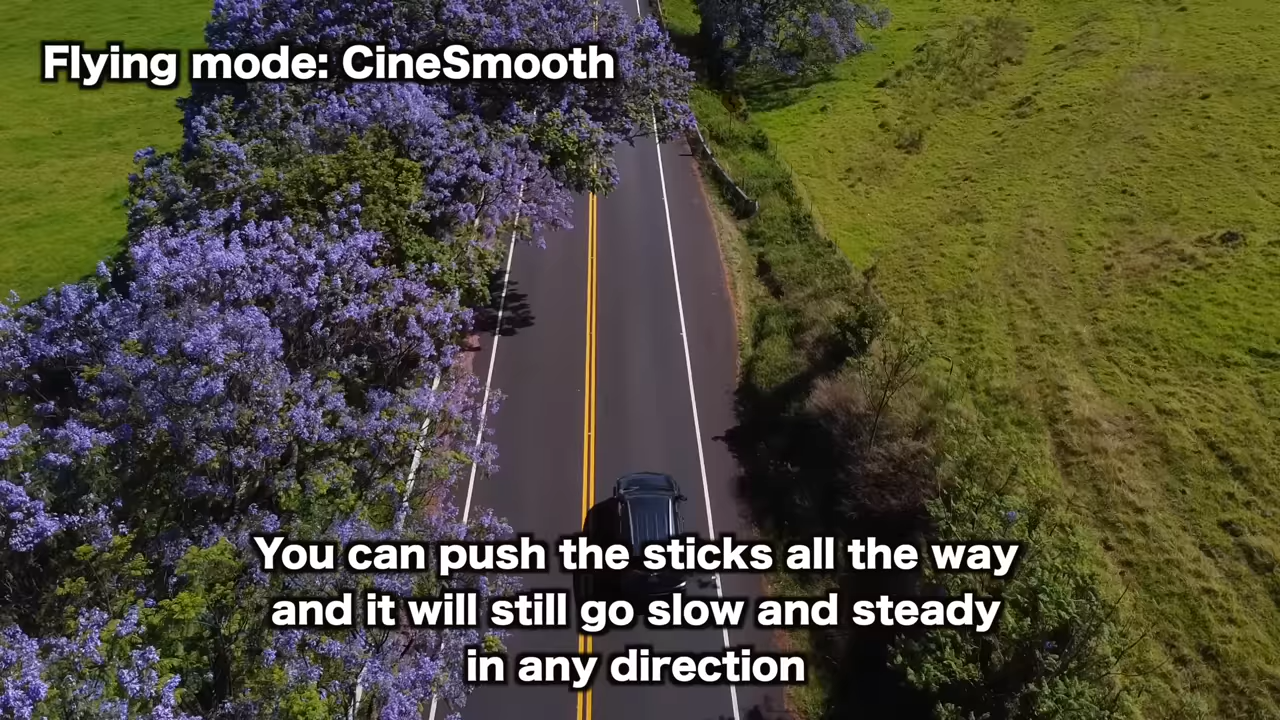 Flying mode: CineSmooth
You can push the sticks all the way
and it will still go slow and steady
in any direction